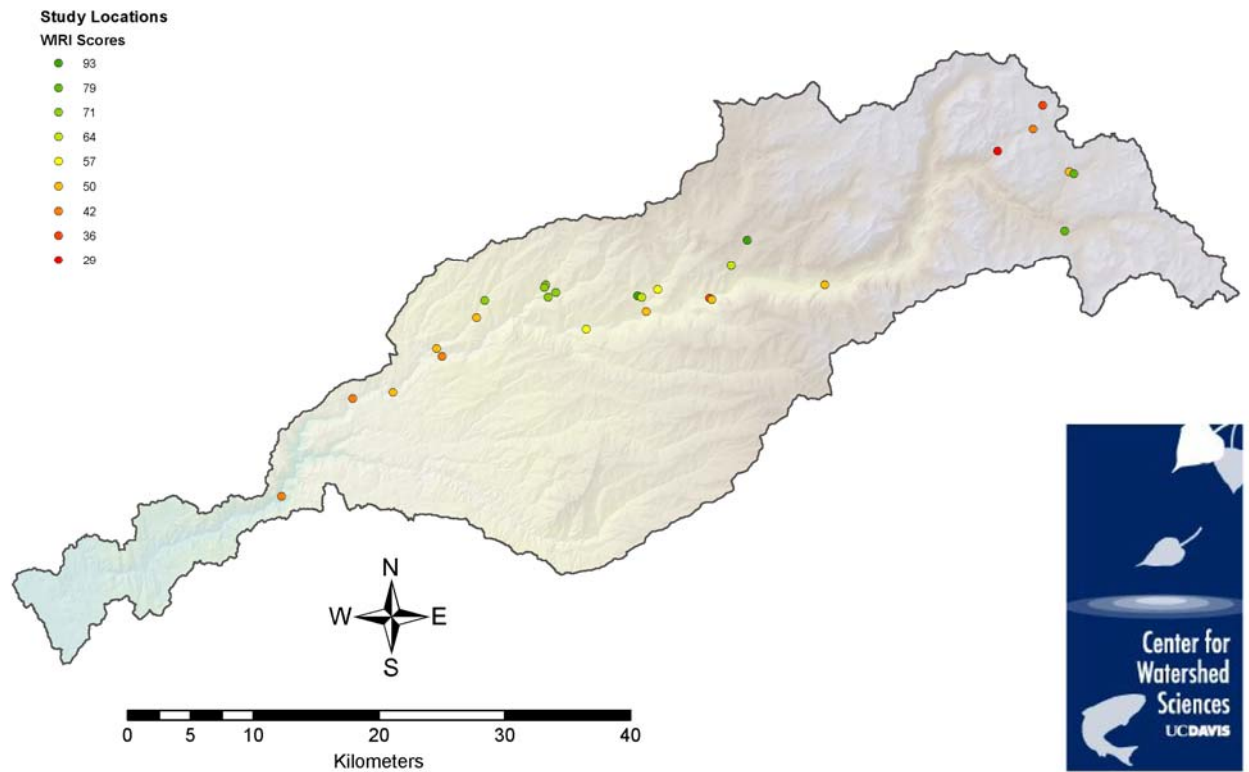 Study Locations
WIRI Scores
93
79
71
64
57
50
42
36
29
N
W E
S
0 5 10 20 30 40
Kilometers
Center for
Watershed
Sciences
UCDAVIS